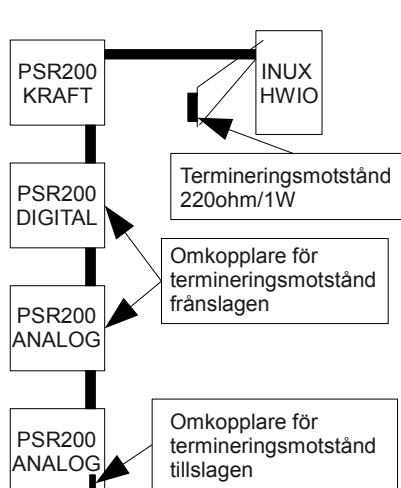 PSR200
KRAFT
INUX
HWIO
Termineringsmotstånd
220ohm/1W
PSR200
DIGITAL
Omkopplare för
termineringsmotstånd
frånslagen
PSR200
ANALOG
Omkopplare för
termineringsmotstånd
tillslagen
PSR200
ANALOG